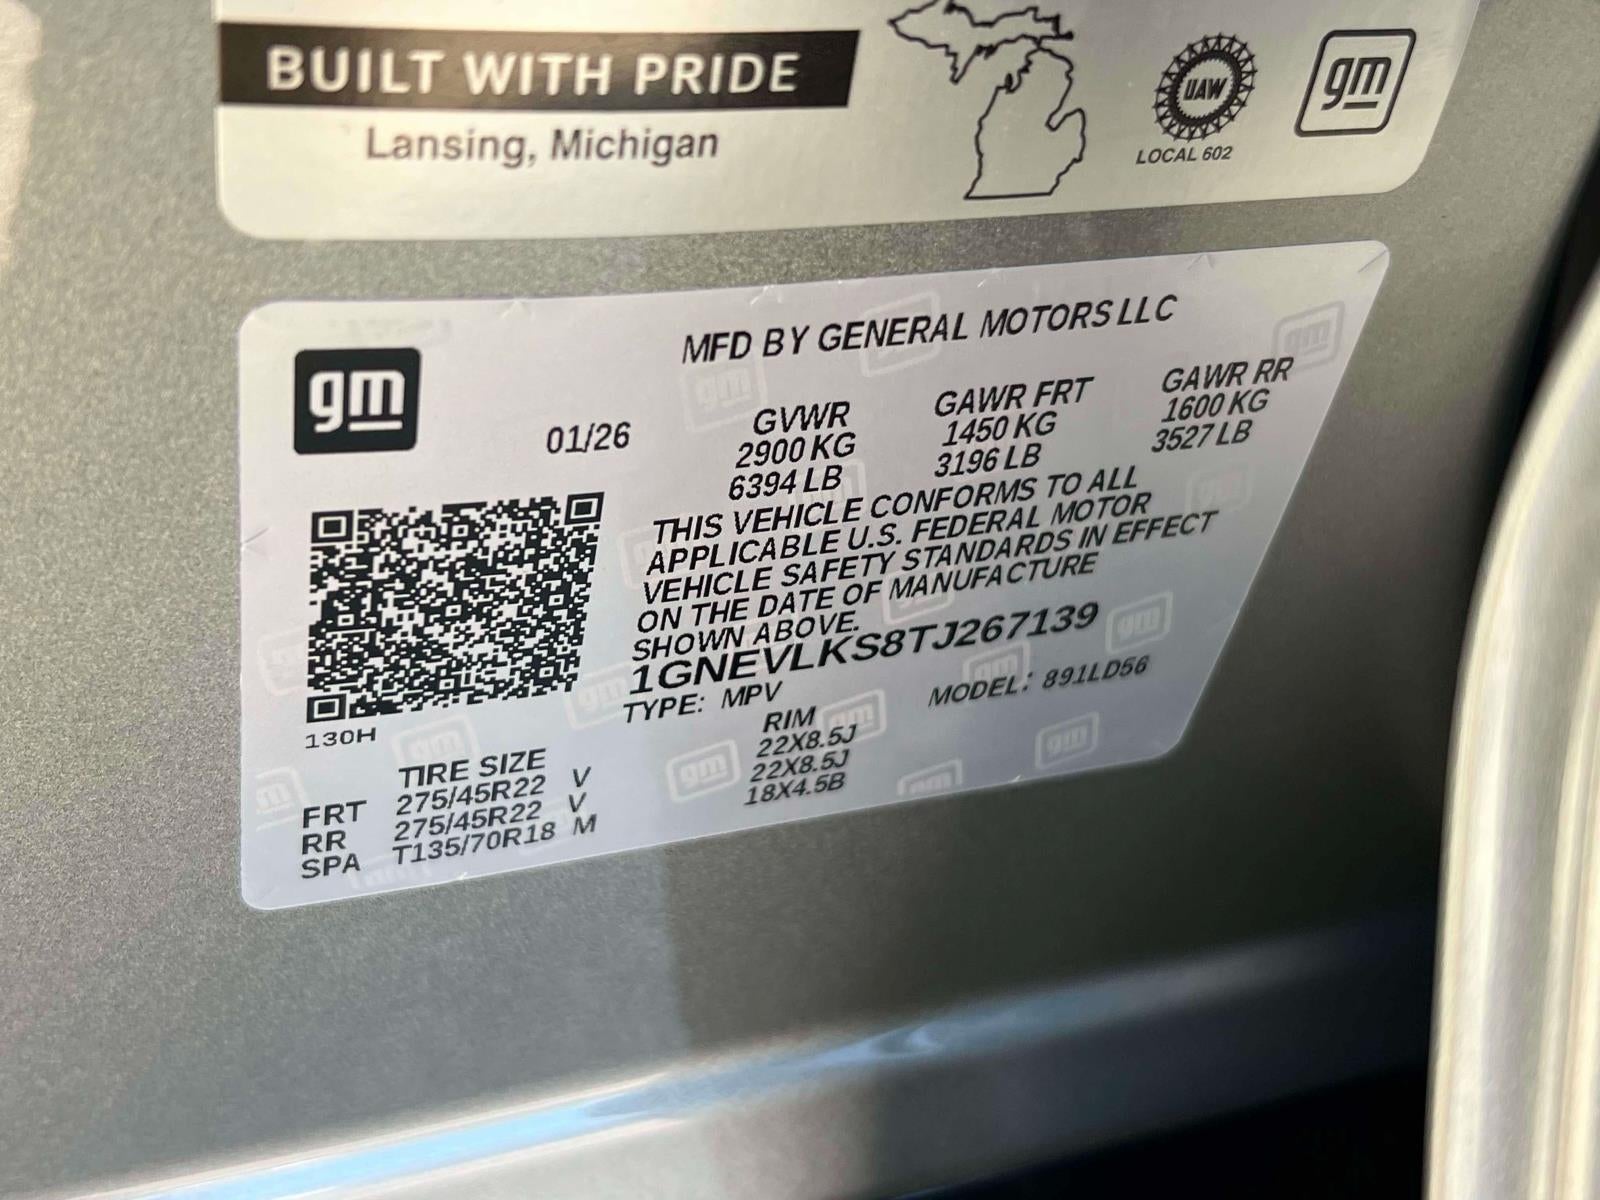 BUILT WITH PRIDE
Lansing, Michigan
UAW
LOCAL 602
gm
MFD BY GENERAL MOTORS LLC
gm
01/26
GVWR
2900 KG
6394 LB
GAWR FRT
1450 KG
3196 LB
GAWR RR
1600 KG
3527 LB
THIS VEHICLE CONFORMS TO ALL
APPLICABLE U.S. FEDERAL MOTOR
VEHICLE SAFETY STANDARDS IN EFFECT
ON THE DATE OF MANUFACTURE
SHOWN ABOVE.
1GNEVLKS8TJ267139
TYPE: MPV
MODEL: 891LD56
130H
TIRE SIZE
RIM
FRT 275/45R22 V 22X8.5J
RR 275/45R22 V 22X8.5J
SPA T135/70R18 M 18X4.5B